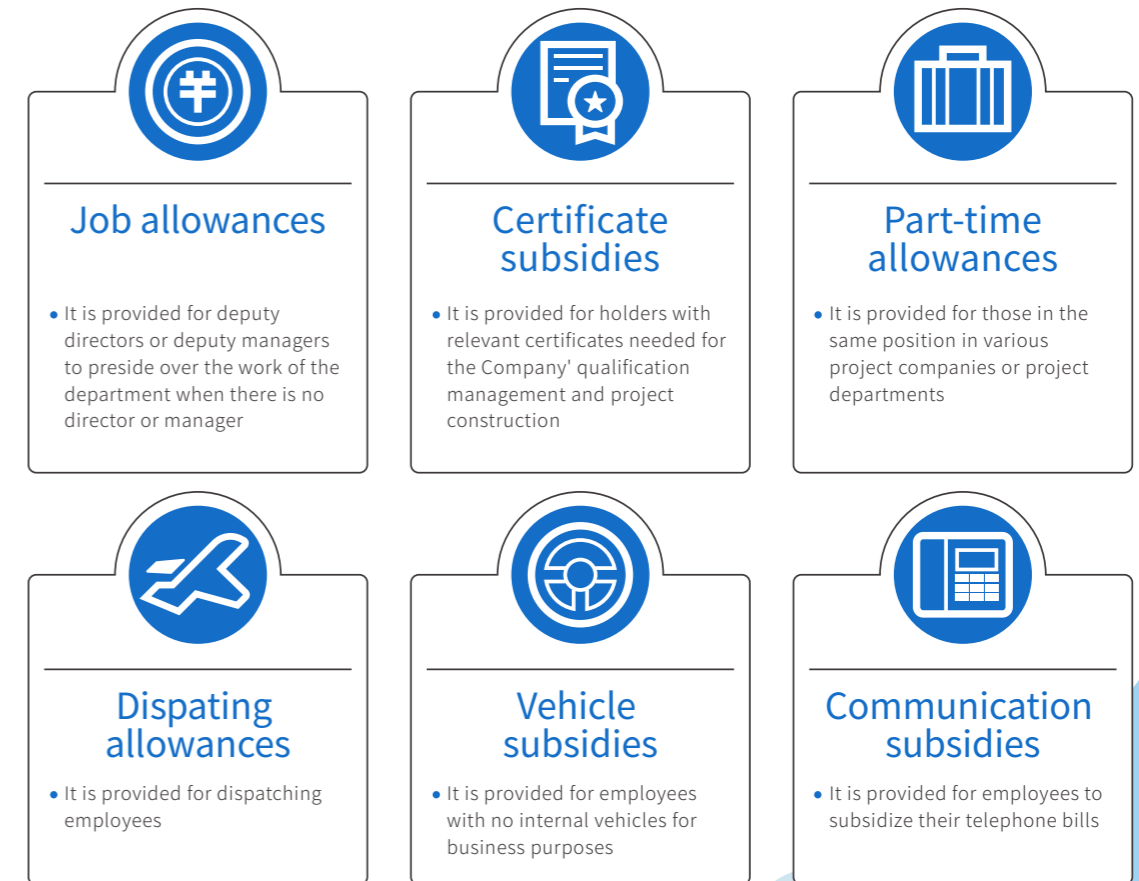 Job allowances
• It is provided for deputy
directors or deputy managers
to preside over the work of the
department when there is no
director or manager
Certificate
subsidies
• It is provided for holders with
relevant certificates needed for
the Company' qualification
management and project
construction
Part-time
allowances
• It is provided for those in the
same position in various
project companies or project
departments
Dispating
allowances
• It is provided for dispatching
employees
Vehicle
subsidies
• It is provided for employees
with no internal vehicles for
business purposes
Communication
subsidies
• It is provided for employees to
subsidize their telephone bills